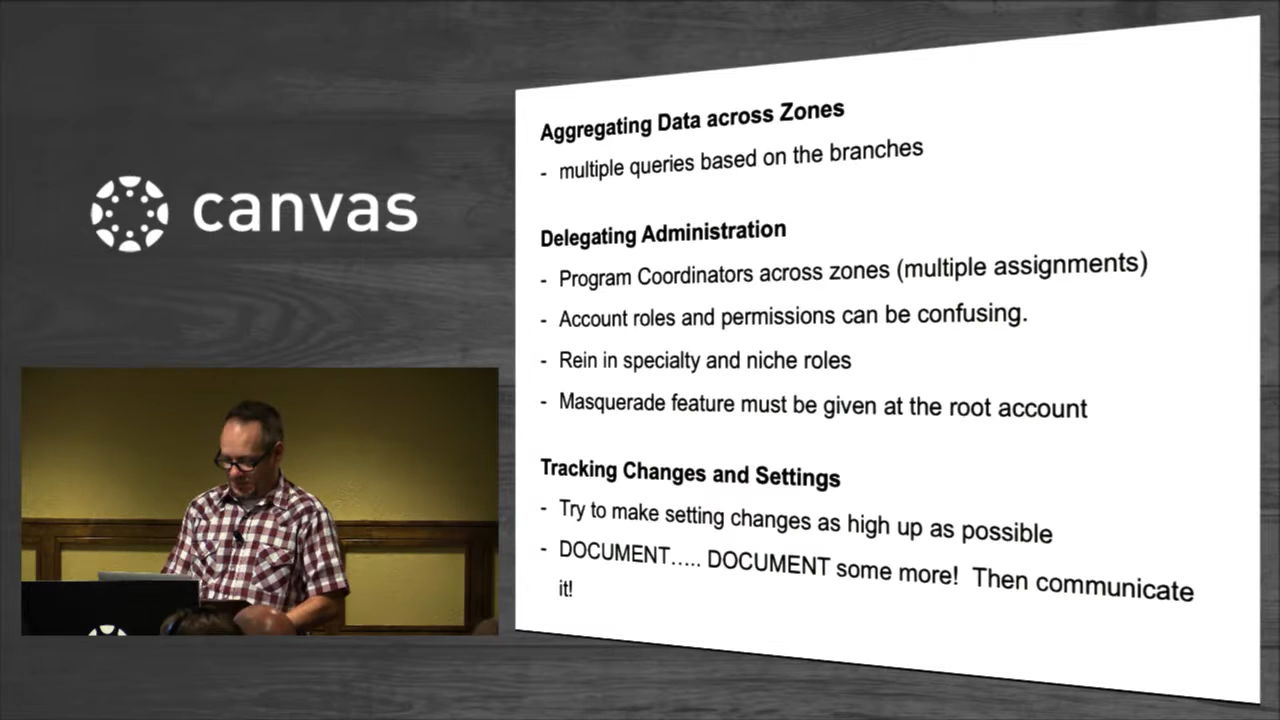 canvas
Aggregating Data across Zones
- multiple queries based on the branches
Delegating Administration
- Program Coordinators across zones (multiple assignments)
- Account roles and permissions can be confusing.
- Rein in specialty and niche roles
- Masquerade feature must be given at the root account
Tracking Changes and Settings
- Try to make setting changes as high up as possible
- DOCUMENT..... DOCUMENT some more! Then communicate
it!